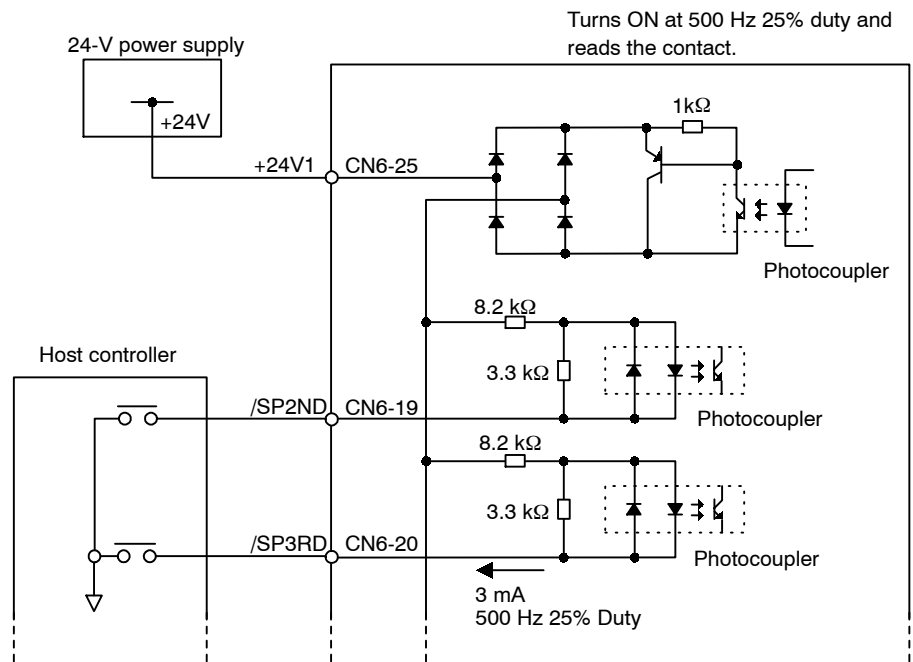 Turns ON at 500 Hz 25% duty and
reads the contact.
24-V power supply
+24V
1kΩ
+24V1
CN6-25
Photocoupler
8.2 kΩ
Host controller
3.3 kΩ
/SP2ND
CN6-19
Photocoupler
8.2 kΩ
3.3 kΩ
/SP3RD
CN6-20
Photocoupler
3 mA
500 Hz 25% Duty